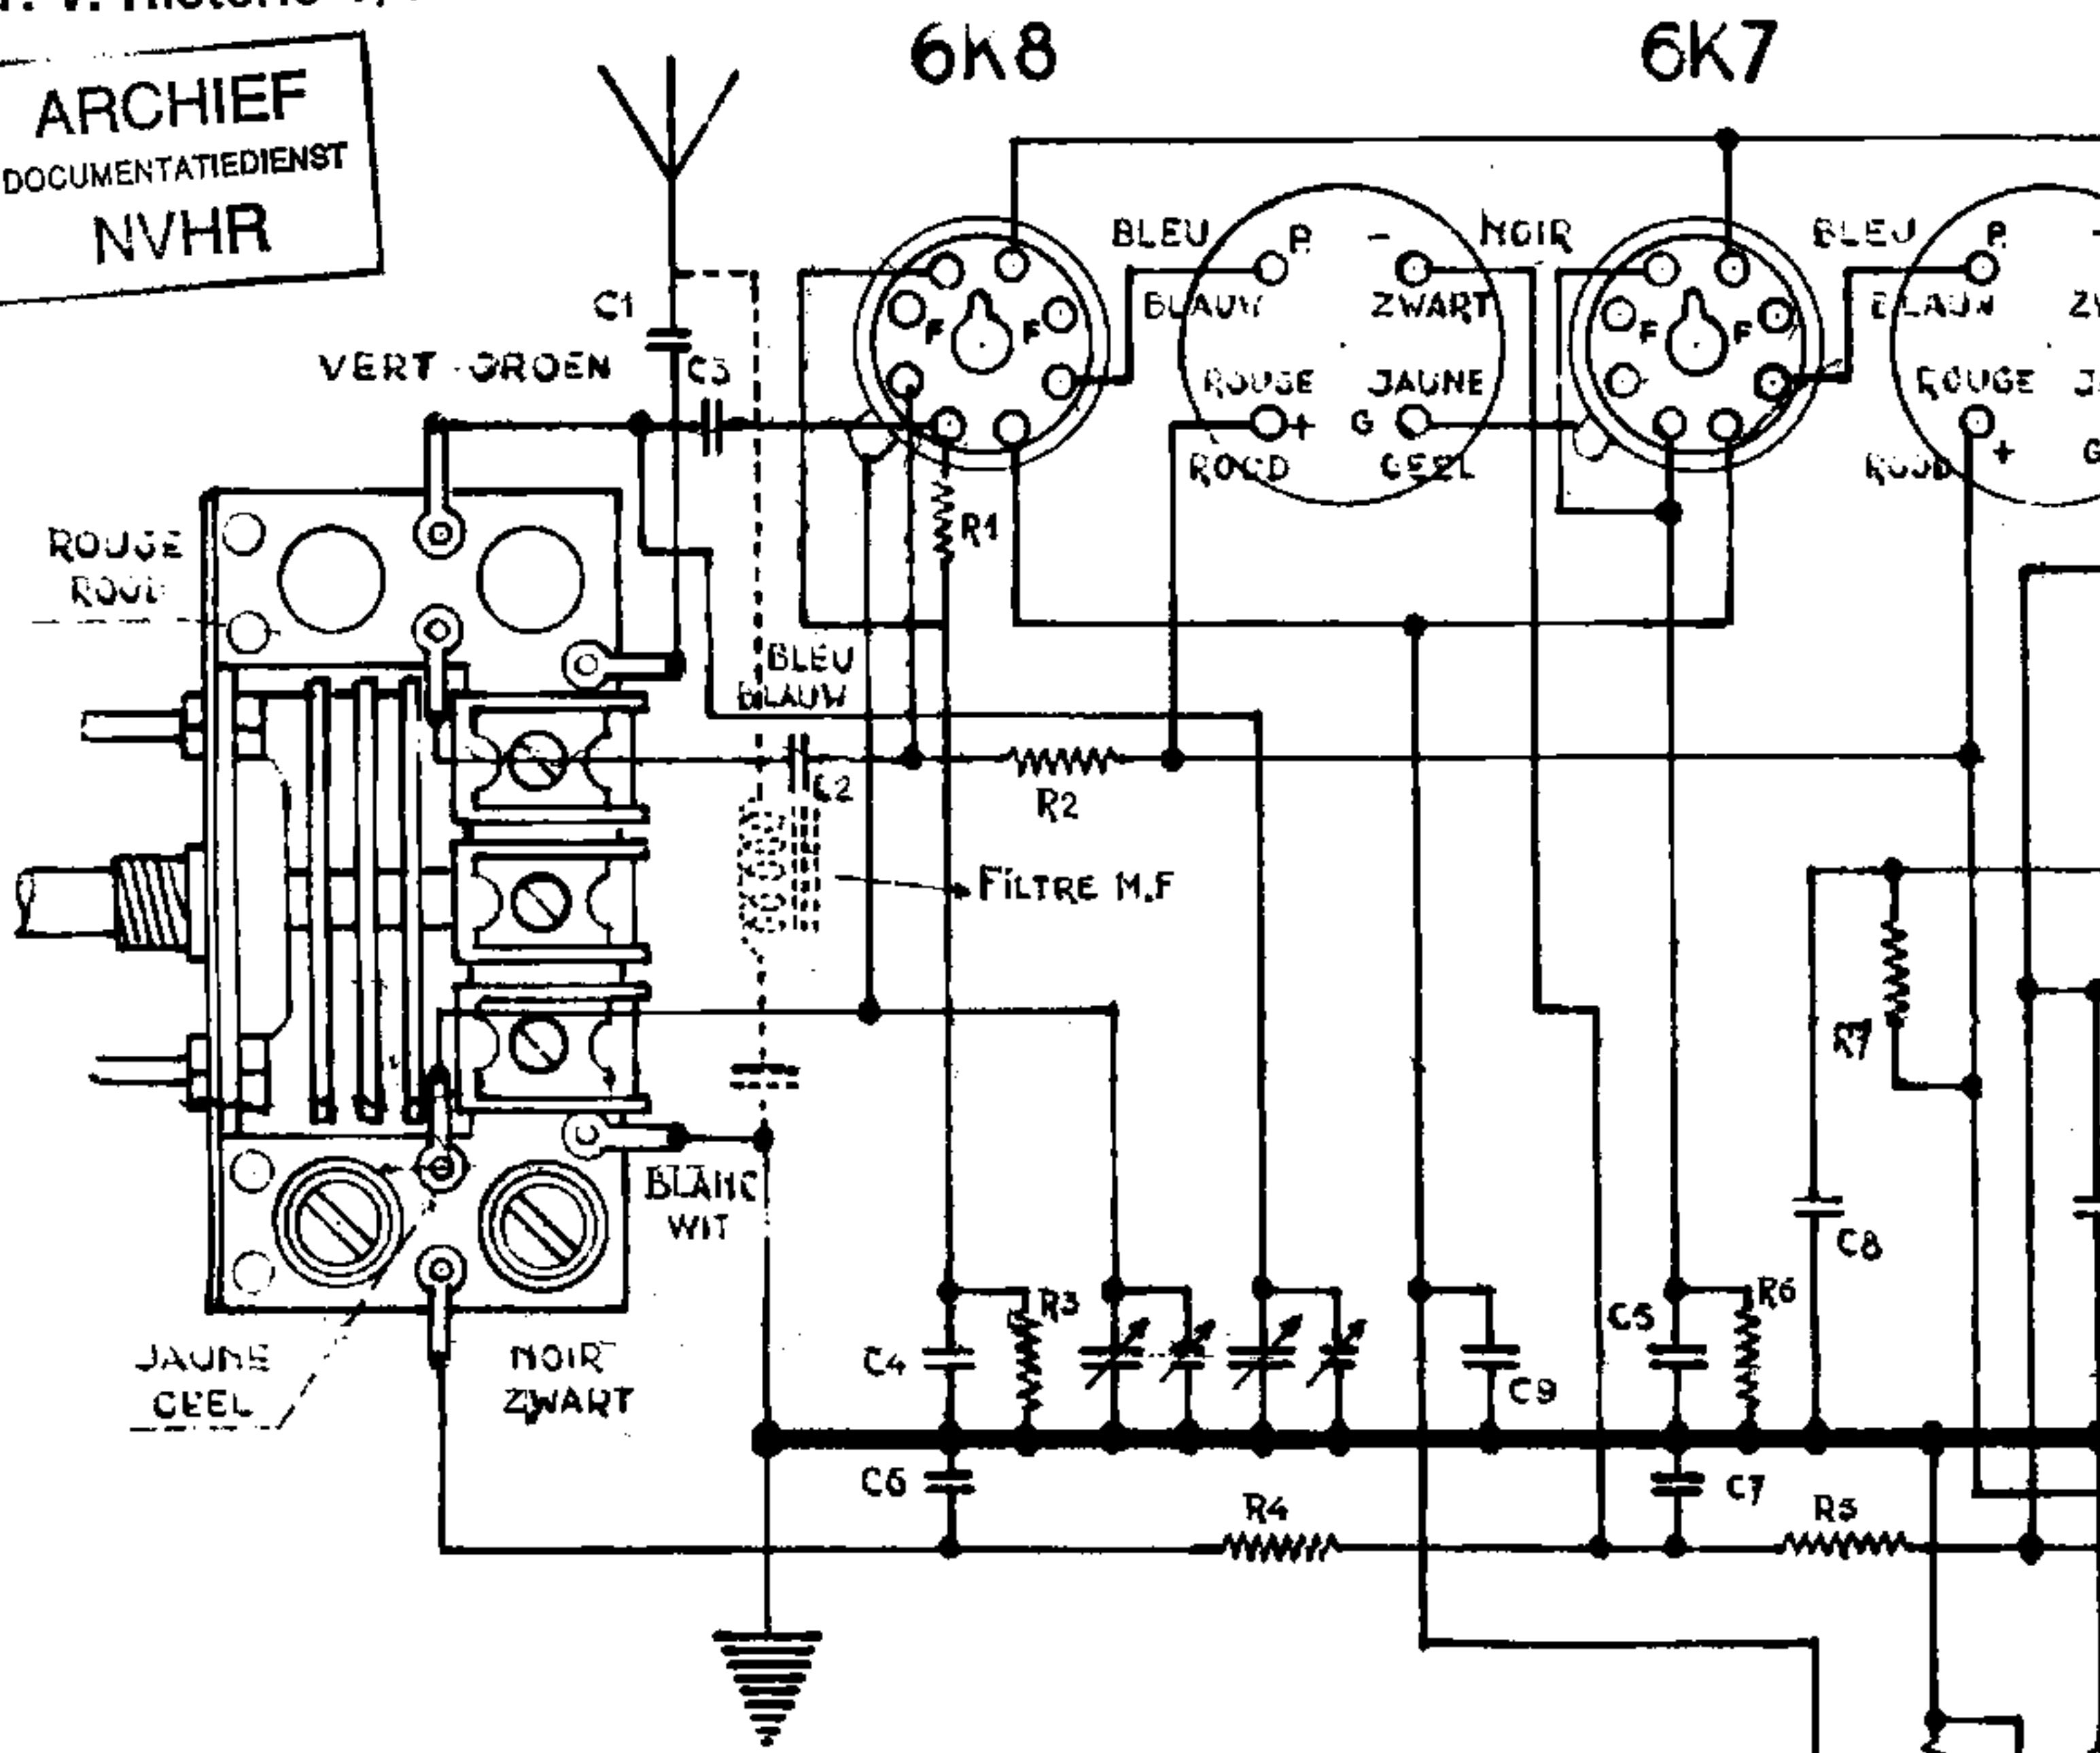 ARCHIEF
DOCUMENTATIEDIENST
NVHR
6K8
6K7
C1
VERT - GROEN
C3
BLEU
BLAUW
P.
-
NOIR
ZWART
BLEU
BLAUW
P.
F
F
F
F
ROUGE
ROOD
+
G
JAUNE
GEEL
ROUGE
ROOD
+
G
ROUGE
ROOD
R1
BLEU
BLAUW
C2
R2
FILTRE M.F
R7
C8
BLANC
WIT
JAUNE
GEEL
NOIR
ZWART
C4
R3
C9
C5
R6
C6
R4
C7
R5